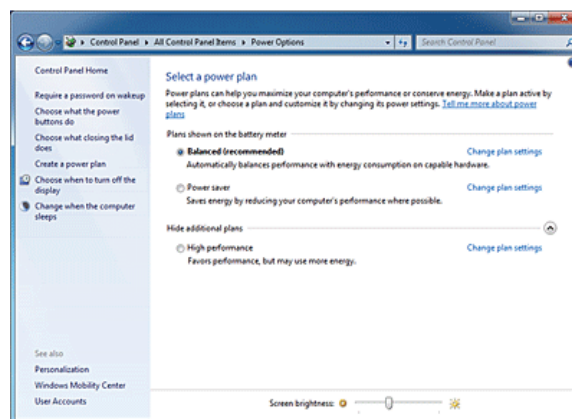 Control Panel ▸ All Control Panel Items ▸ Power Options
Search Control Panel
Control Panel Home
Require a password on wakeup
Choose what the power
buttons do
Choose what closing the lid
does
Create a power plan
Choose when to turn off the
display
Change when the computer
sleeps
See also
Personalization
Windows Mobility Center
User Accounts
Select a power plan
Power plans can help you maximize your computer's performance or conserve energy. Make a plan active by
selecting it, or choose a plan and customize it by changing its power settings. Tell me more about power
plans
Plans shown on the battery meter
Balanced (recommended) Change plan settings
Automatically balances performance with energy consumption on capable hardware.
Power saver Change plan settings
Saves energy by reducing your computer's performance where possible.
Hide additional plans
High performance Change plan settings
Favors performance, but may use more energy.
Screen brightness: